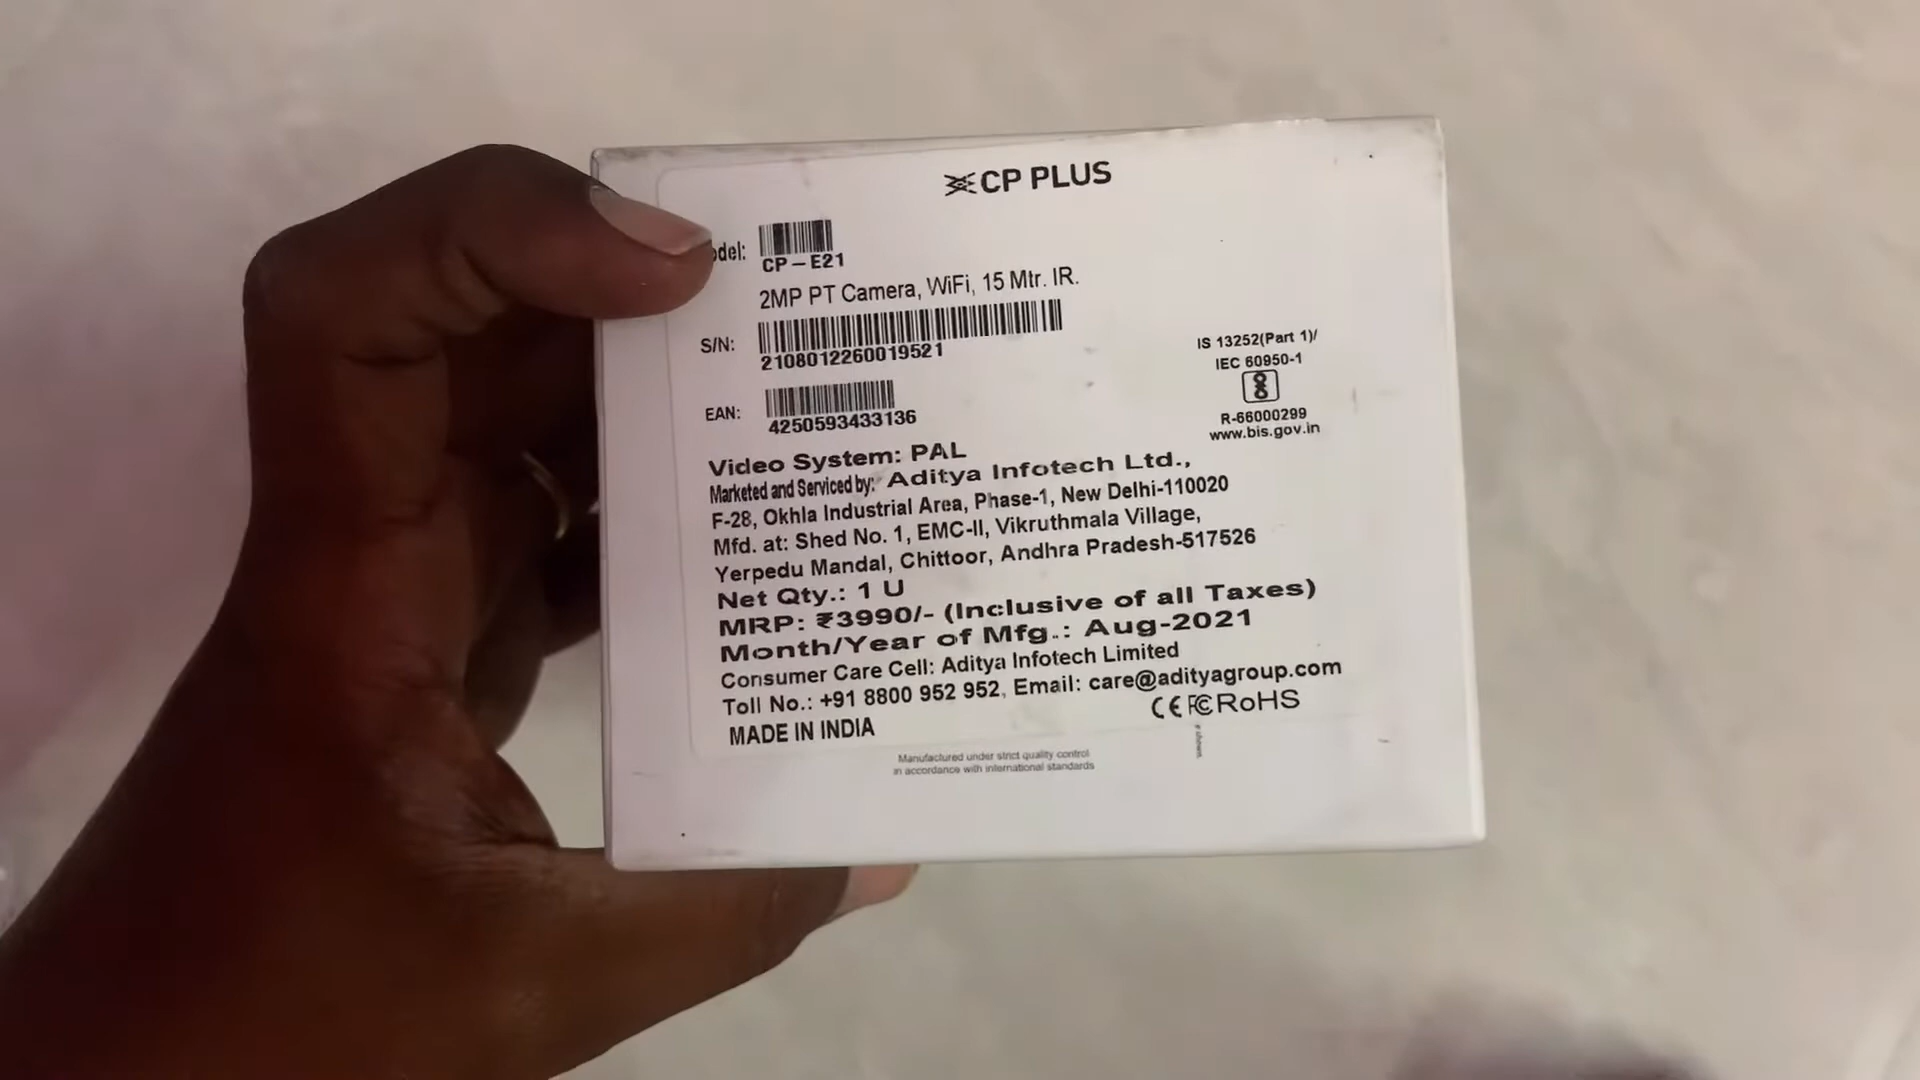 CP PLUS
odel:
CP-E21
2MP PT Camera, WiFi, 15 Mtr. IR.
S/N:
2108012260019521
EAN:
4250593433136
IS 13252(Part 1)/
IEC 60950-1
R-66000299
www.bis.gov.in
Video System: PAL
Marketed and Serviced by: Aditya Infotech Ltd.,
F-28, Okhla Industrial Area, Phase-1, New Delhi-110020
Mfd. at: Shed No. 1, EMC-II, Vikruthmala Village,
Yerpedu Mandal, Chittoor, Andhra Pradesh-517526
Net Qty.: 1 U
MRP: ₹3990/- (Inclusive of all Taxes)
Month/Year of Mfg.: Aug-2021
Consumer Care Cell: Aditya Infotech Limited
Toll No.: +91 8800 952 952, Email: care@adityagroup.com
MADE IN INDIA
CE FC RoHS
Manufactured under strict quality control
in accordance with international standards